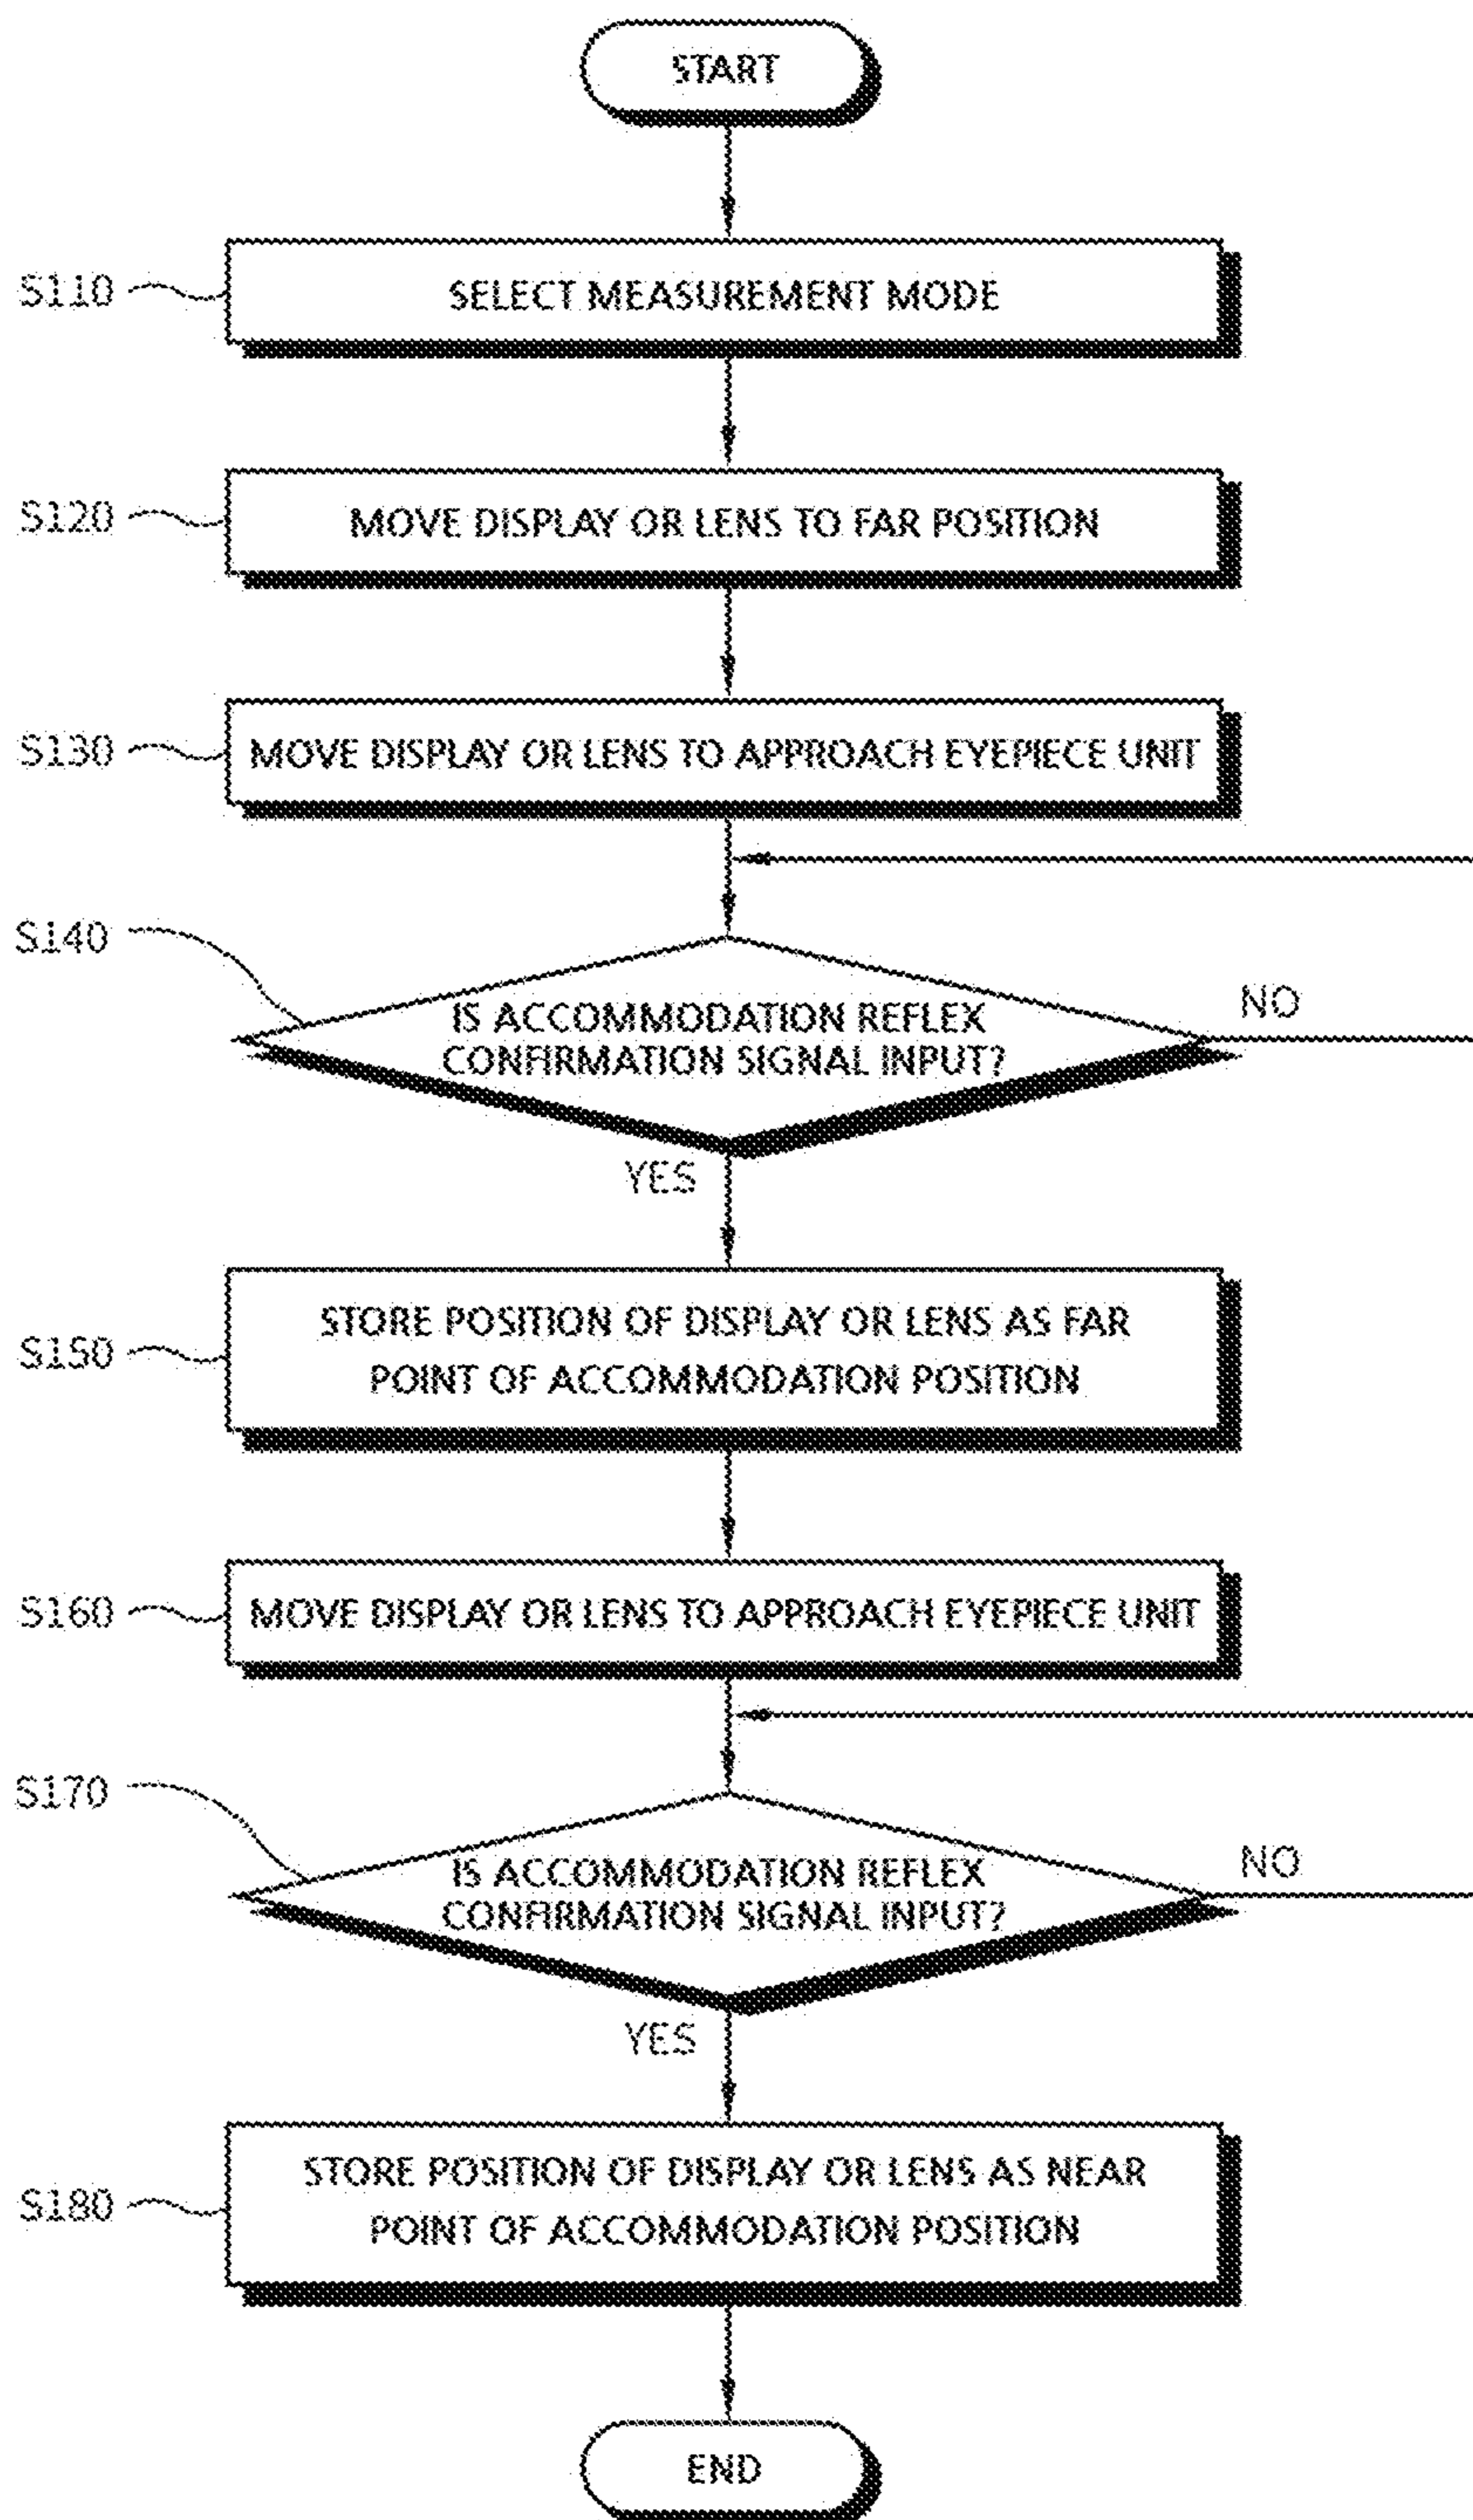 START
S110
SELECT MEASUREMENT MODE
S120
MOVE DISPLAY OR LENS TO FAR POSITION
S130
MOVE DISPLAY OR LENS TO APPROACH EYEPIECE UNIT
S140
IS ACCOMMODATION REFLEX
CONFIRMATION SIGNAL INPUT?
NO
YES
S150
STORE POSITION OF DISPLAY OR LENS AS FAR
POINT OF ACCOMMODATION POSITION
S160
MOVE DISPLAY OR LENS TO APPROACH EYEPIECE UNIT
S170
IS ACCOMMODATION REFLEX
CONFIRMATION SIGNAL INPUT?
NO
YES
S180
STORE POSITION OF DISPLAY OR LENS AS NEAR
POINT OF ACCOMMODATION POSITION
END